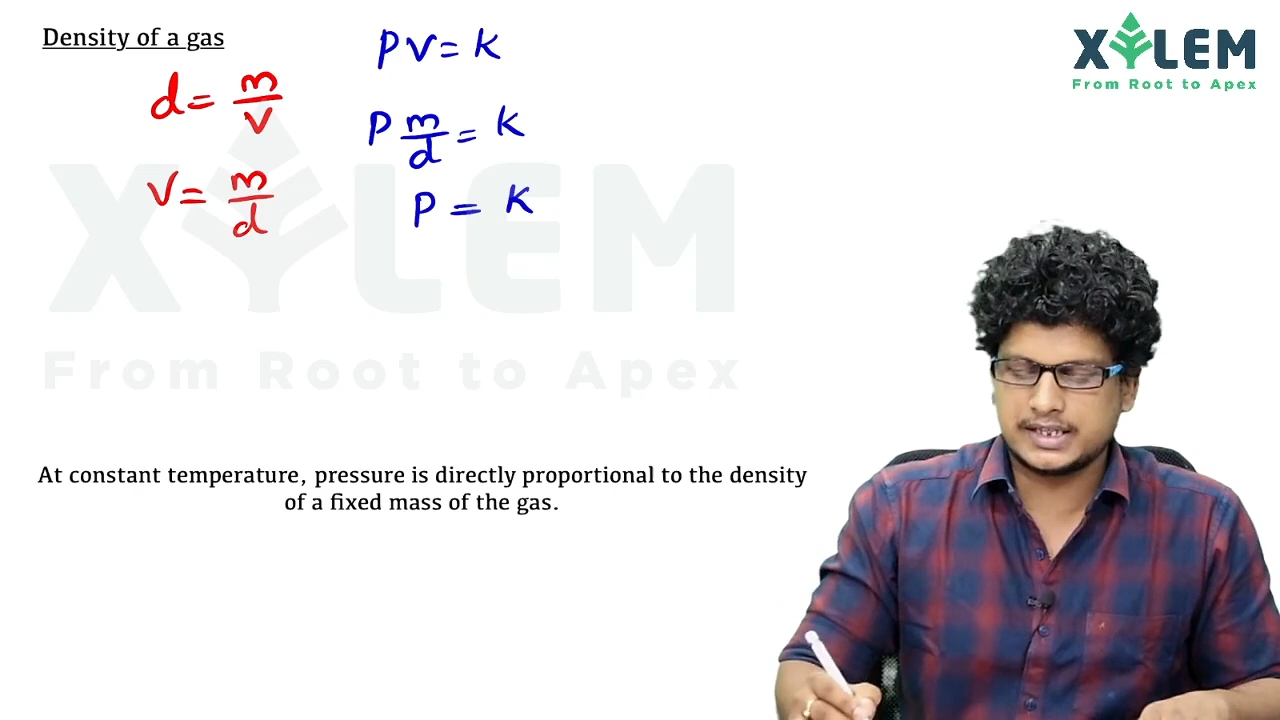 Density of a gas
d = m/v
v = m/d
PV = K
P m/d = K
P = K
XYLEM
From Root to Apex
XYLEM
From Root to Apex
At constant temperature, pressure is directly proportional to the density
of a fixed mass of the gas.